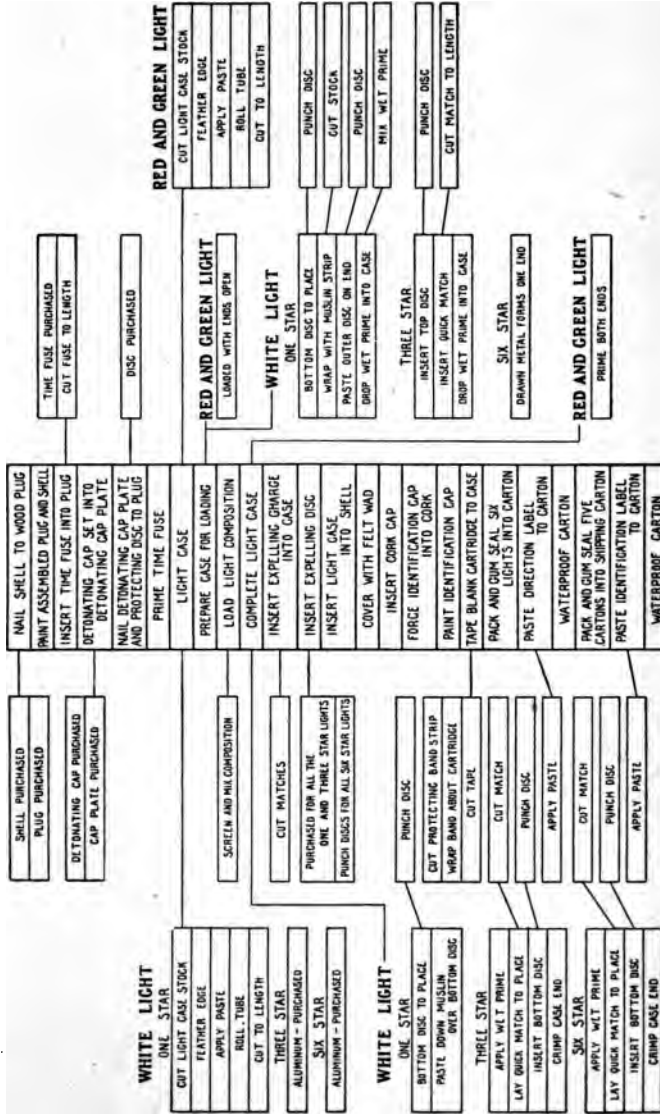 WHITE LIGHT
ONE STAR
CUT LIGHT CASE STOCK
FEATHER EDGE
APPLY PASTE
ROLL TUBE
CUT TO LENGTH
THREE STAR
ALUMINUM – PURCHASED
SIX STAR
ALUMINUM – PURCHASED
WHITE LIGHT
ONE STAR
BOTTOM DISC TO PLACE
PASTE DOWN MUSLIN
OVER BOTTOM DISC
THREE STAR
APPLY WET PRIME
LAY QUICK MATCH TO PLACE
INSERT BOTTOM DISC
CRIMP CASE END
SIX STAR
APPLY WET PRIME
LAY QUICK MATCH TO PLACE
INSERT BOTTOM DISC
CRIMP CASE END
SHELL PURCHASED
PLUG PURCHASED
DETONATING CAP PURCHASED
CAP PLATE PURCHASED
SCREEN AND MIX COMPOSITION
CUT MATCHES
PURCHASED FOR ALL THE
ONE AND THREE STAR LIGHTS
PUNCH DISCS FOR ALL SIX STAR LIGHTS
PUNCH DISC
CUT PROTECTING BAND STRIP
WRAP BAND ABOUT CARTRIDGE
CUT TAPE
CUT MATCH
PUNCH DISC
APPLY PASTE
CUT MATCH
PUNCH DISC
APPLY PASTE
NAIL SHELL TO WOOD PLUG
PAINT ASSEMBLED PLUG AND SHELL
INSERT TIME FUSE INTO PLUG
DETONATING CAP SET INTO
DETONATING CAP PLATE
NAIL DETONATING CAP PLATE
AND PROTECTING DISC TO PLUG
PRIME TIME FUSE
LIGHT CASE
PREPARE CASE FOR LOADING
LOAD LIGHT COMPOSITION
COMPLETE LIGHT CASE
INSERT EXPELLING CHARGE
INTO CASE
INSERT EXPELLING DISC
INSERT LIGHT CASE
INTO SHELL
COVER WITH FELT WAD
INSERT CORK CAP
FORCE IDENTIFICATION CAP
INTO CORK
PAINT IDENTIFICATION CAP
TAPE BLANK CARTRIDGE TO CASE
PACK AND GUM SEAL SIX
LIGHTS INTO CARTON
PASTE DIRECTION LABEL
TO CARTON
WATERPROOF CARTON
PACK AND GUM SEAL FIVE
CARTONS INTO SHIPPING CARTON
PASTE IDENTIFICATION LABEL
TO CARTON
WATERPROOF CARTON
TIME FUSE PURCHASED
CUT FUSE TO LENGTH
DISC PURCHASED
RED AND GREEN LIGHT
LOADED WITH ENDS OPEN
WHITE LIGHT
ONE STAR
BOTTOM DISC TO PLACE
WRAP WITH MUSLIN STRIP
PASTE OUTER DISC ON END
DROP WET PRIME INTO CASE
THREE STAR
INSERT TOP DISC
INSERT QUICK MATCH
DROP WET PRIME INTO CASE
SIX STAR
DRAWN METAL FORMS ONE END
RED AND GREEN LIGHT
PRIME BOTH ENDS
RED AND GREEN LIGHT
CUT LIGHT CASE STOCK
FEATHER EDGE
APPLY PASTE
ROLL TUBE
CUT TO LENGTH
PUNCH DISC
CUT STOCK
PUNCH DISC
MIX WET PRIME
PUNCH DISC
CUT MATCH TO LENGTH